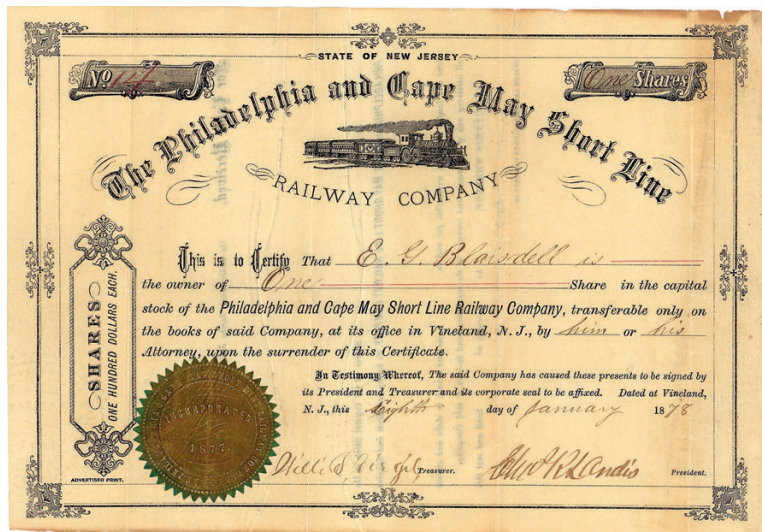 STATE OF NEW JERSEY
No 14
One Shares
The Philadelphia and Cape May Short Line
RAILWAY COMPANY
SHARES
ONE HUNDRED DOLLARS EACH.
This is to Certify That E. G. Blaisdell is
the owner of One Share in the capital
stock of the Philadelphia and Cape May Short Line Railway Company, transferable only on
the books of said Company, at its office in Vineland, N. J., by him or his
Attorney, upon the surrender of this Certificate.
In Testimony Whereof, The said Company has caused these presents to be signed by
its President and Treasurer and its corporate seal to be affixed. Dated at Vineland,
N. J., this Eighth day of January 1878
INCORPORATED
1877.
Treasurer.
Landis President.
ADVERTISER PRINT.